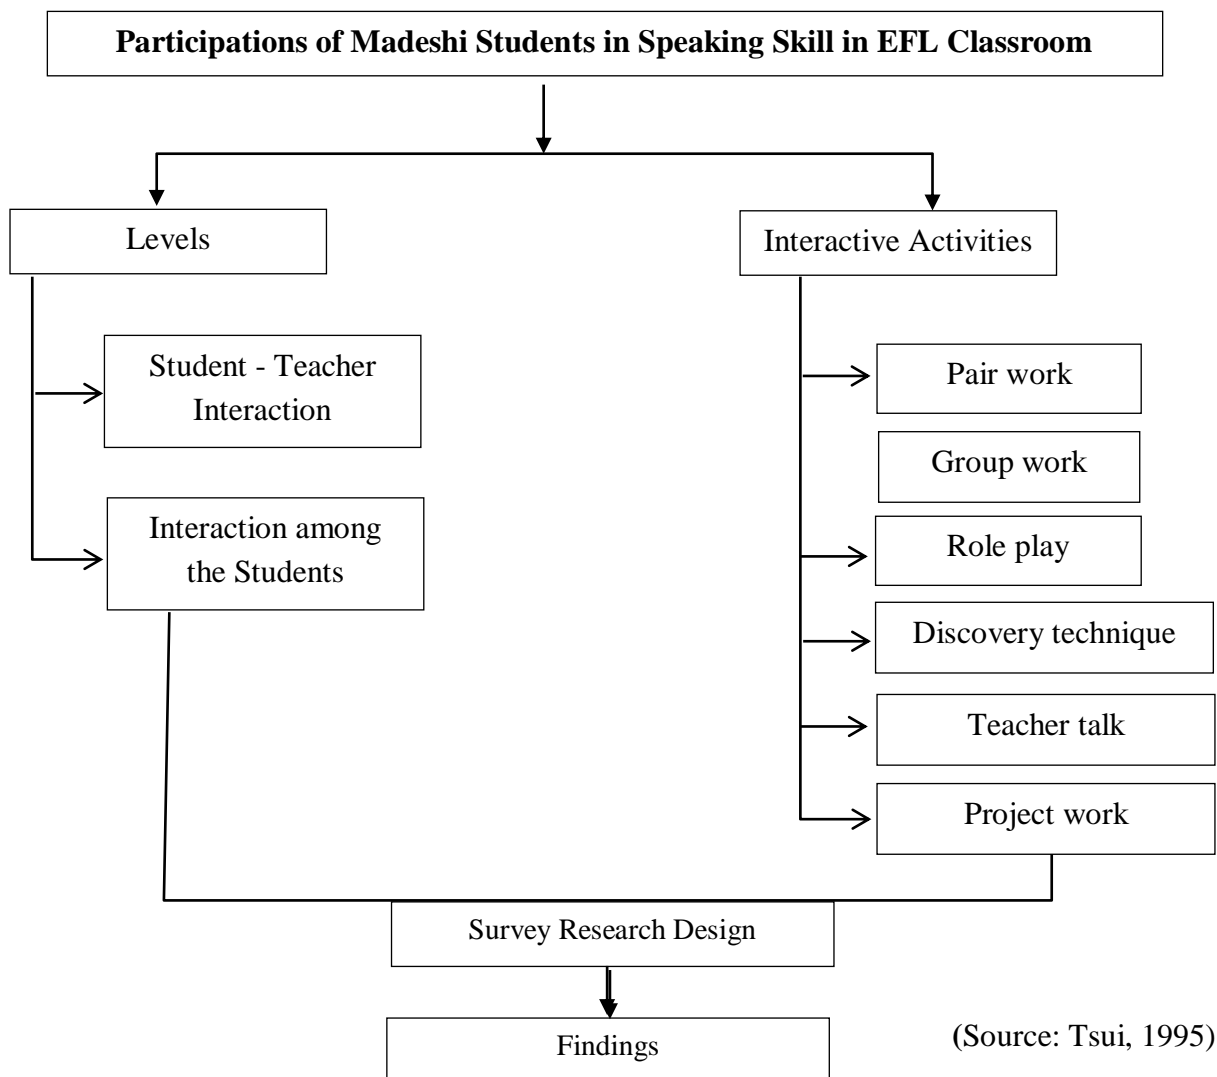 Participations of Madeshi Students in Speaking Skill in EFL Classroom
Levels
Interactive Activities
Student - Teacher
Interaction
Interaction among
the Students
Pair work
Group work
Role play
Discovery technique
Teacher talk
Project work
Survey Research Design
Findings
(Source: Tsui, 1995)